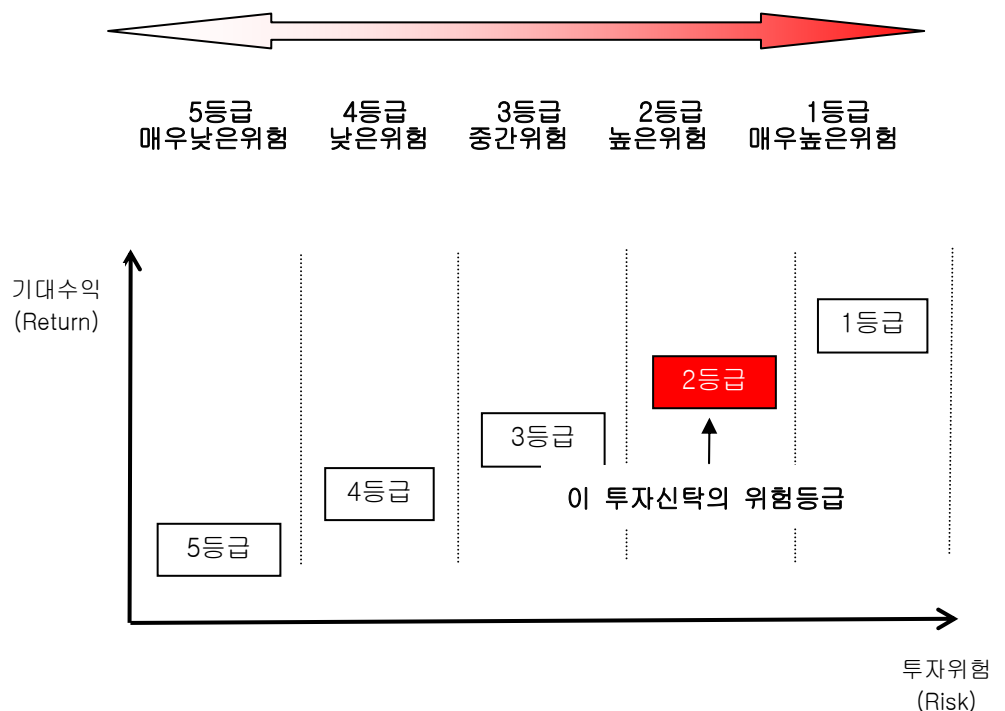 5등급 4등급 3등급 2등급 1등급
매우낮은위험 낮은위험 중간위험 높은위험 매우높은위험
기대수익
(Return)
1등급
2등급
3등급
4등급
이 투자신탁의 위험등급
5등급
투자위험
(Risk)